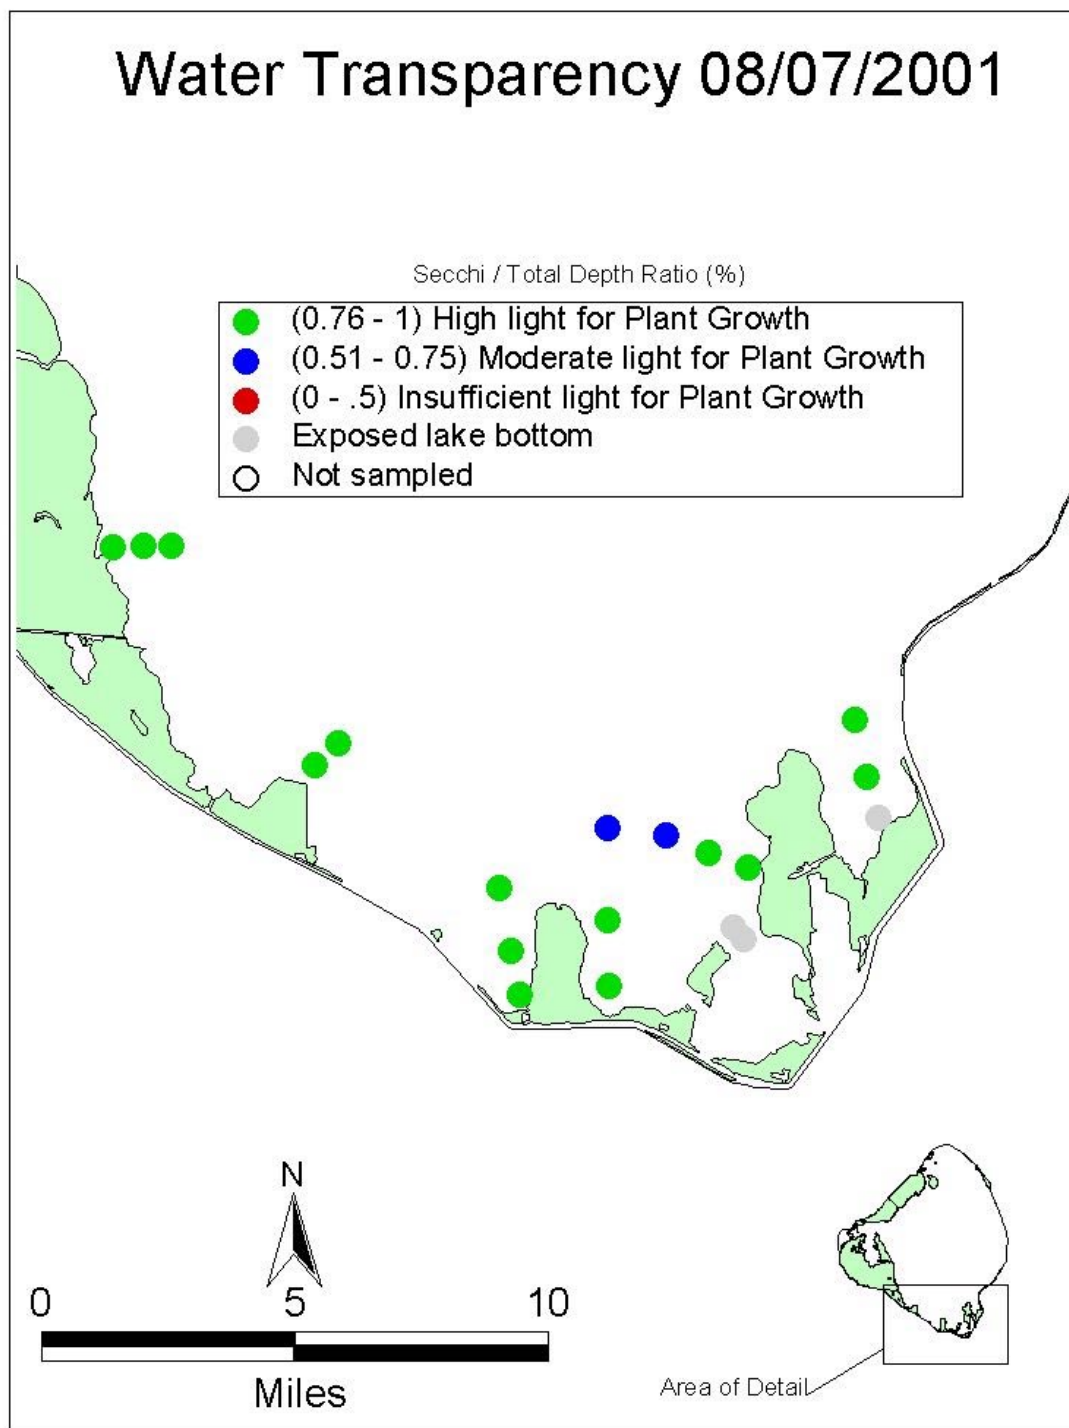 Water Transparency 08/07/2001
Secchi / Total Depth Ratio (%)
(0.76 - 1) High light for Plant Growth
(0.51 - 0.75) Moderate light for Plant Growth
(0 - .5) Insufficient light for Plant Growth
Exposed lake bottom
Not sampled
N
0 5 10
Miles
Area of Detail